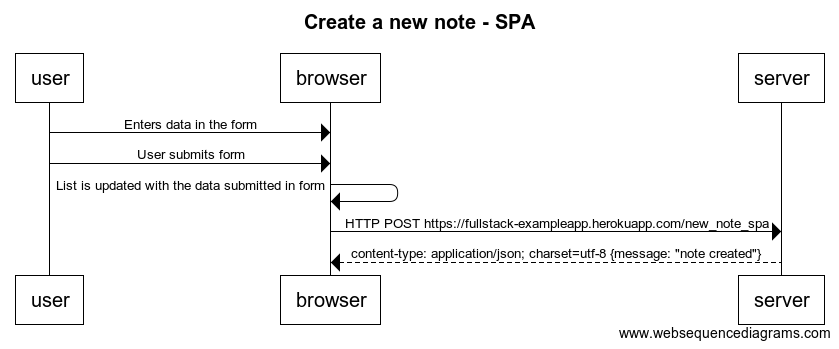 Create a new note - SPA
user
browser
server
Enters data in the form
User submits form
List is updated with the data submitted in form
HTTP POST https://fullstack-exampleapp.herokuapp.com/new_note_spa
content-type: application/json; charset=utf-8 {message: "note created"}
user
browser
server
www.websequencediagrams.com